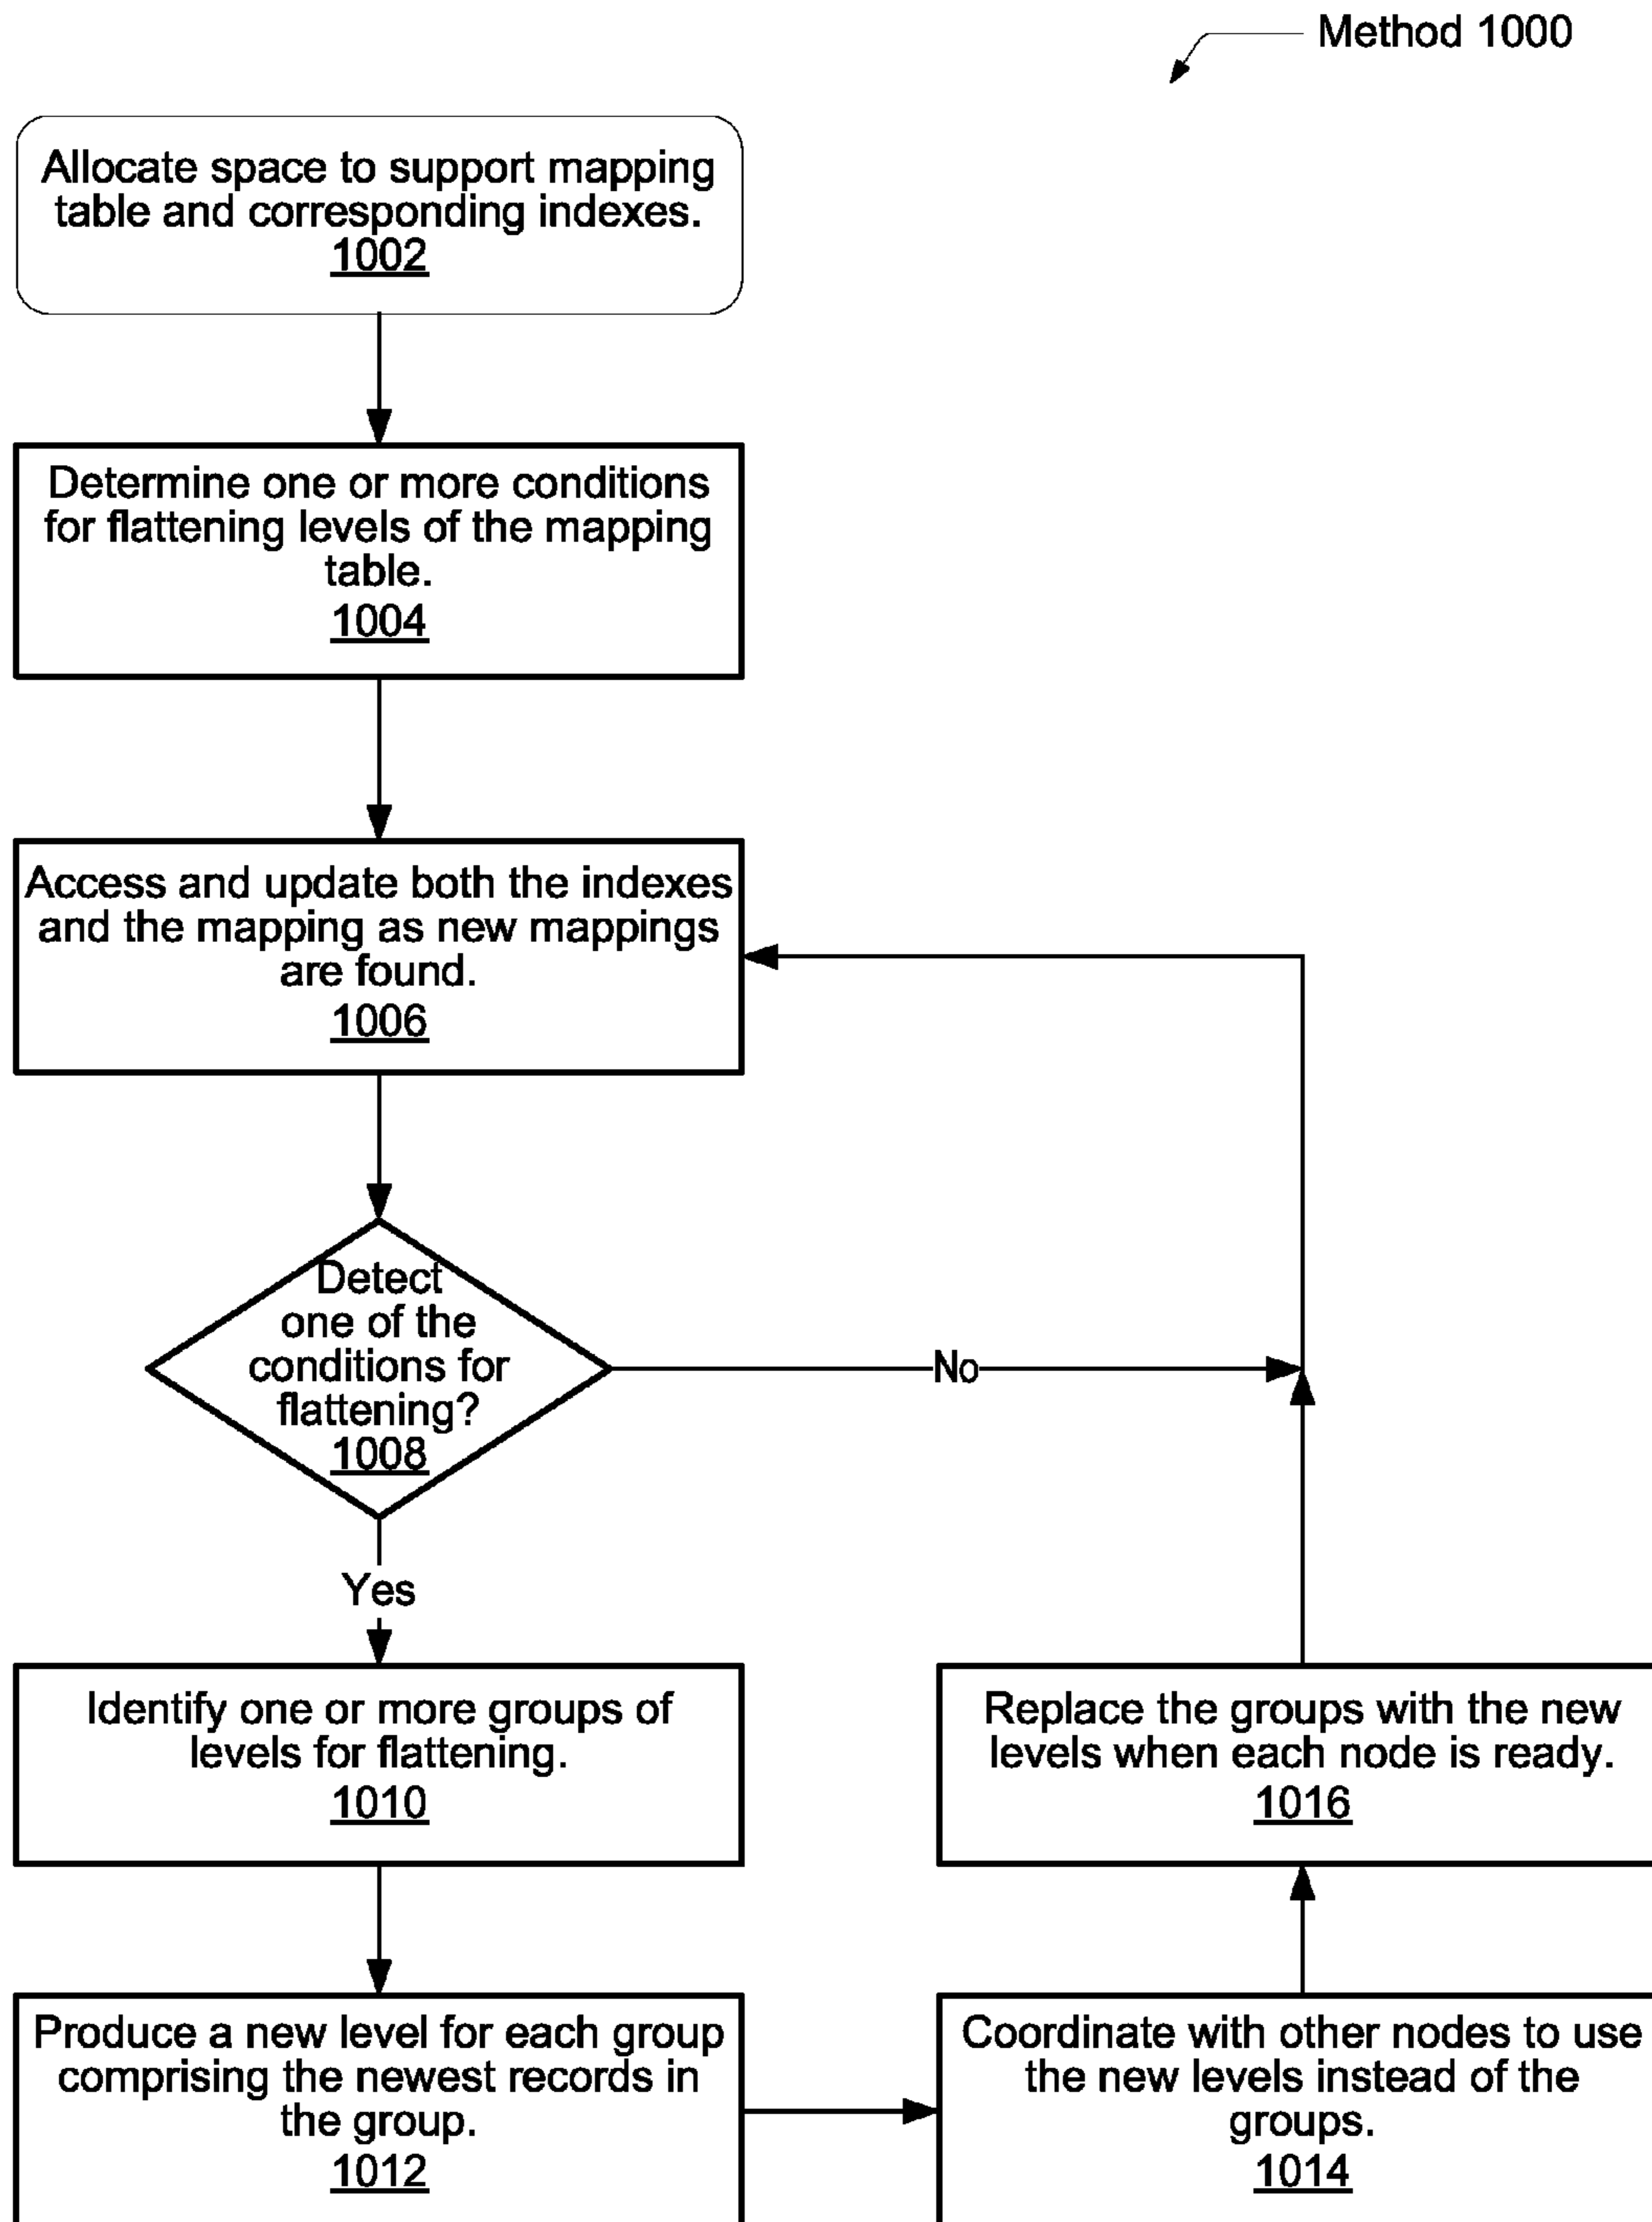 Method 1000
Allocate space to support mapping
table and corresponding indexes.
1002
Determine one or more conditions
for flattening levels of the mapping
table.
1004
Access and update both the indexes
and the mapping as new mappings
are found.
1006
Detect
one of the
conditions for
flattening?
1008
No
Yes
Identify one or more groups of
levels for flattening.
1010
Replace the groups with the new
levels when each node is ready.
1016
Produce a new level for each group
comprising the newest records in
the group.
1012
Coordinate with other nodes to use
the new levels instead of the
groups.
1014